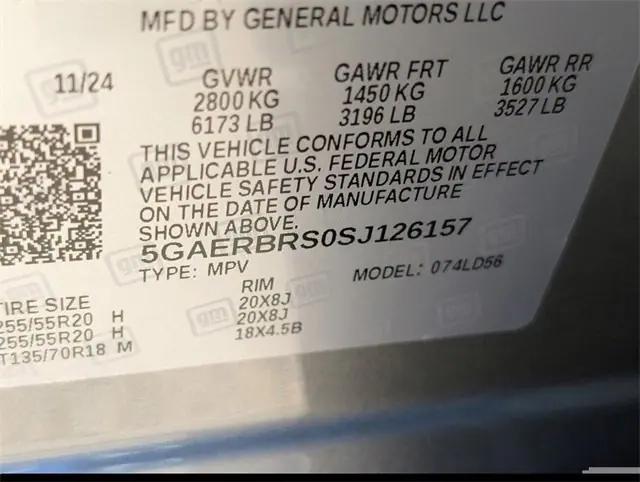 MFD BY GENERAL MOTORS LLC
11/24 GVWR GAWR FRT GAWR RR
2800 KG 1450 KG 1600 KG
6173 LB 3196 LB 3527 LB
THIS VEHICLE CONFORMS TO ALL
APPLICABLE U.S. FEDERAL MOTOR
VEHICLE SAFETY STANDARDS IN EFFECT
ON THE DATE OF MANUFACTURE
SHOWN ABOVE.
5GAERBRS0SJ126157
TYPE: MPV MODEL: 074LD56
TIRE SIZE RIM
255/55R20 H 20X8J
255/55R20 H 20X8J
T135/70R18 M 18X4.5B
gm
gm
gm